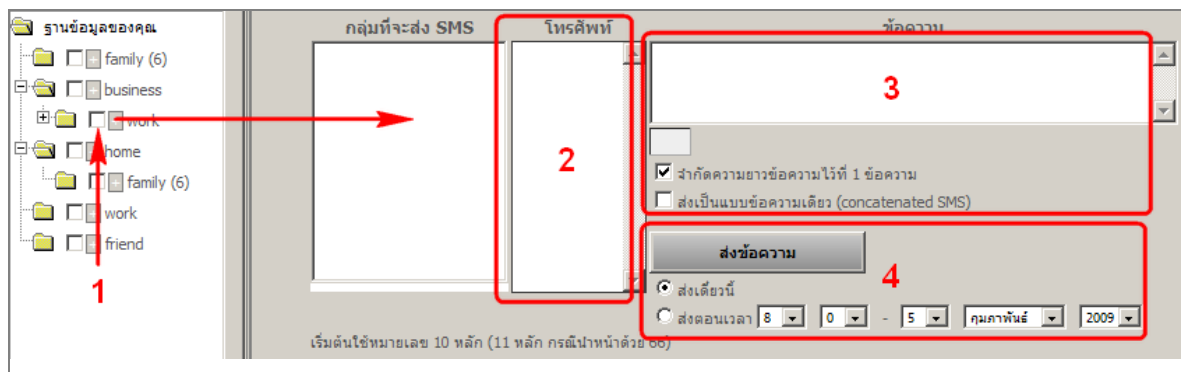 ฐานข้อมูลของคุณ
family (6)
business
work
home
family (6)
work
friend
1
กลุ่มที่จะส่ง SMS
โทรศัพท์
2
ข้อความ
3
จำกัดความยาวข้อความไว้ที่ 1 ข้อความ
ส่งเป็นแบบข้อความเดียว (concatenated SMS)
ส่งข้อความ
4
ส่งเดี๋ยวนี้
ส่งตอนเวลา 8 0 - 5 กุมภาพันธ์ 2009
เริ่มต้นใช้หมายเลข 10 หลัก (11 หลัก กรณีนำหน้าด้วย 66)